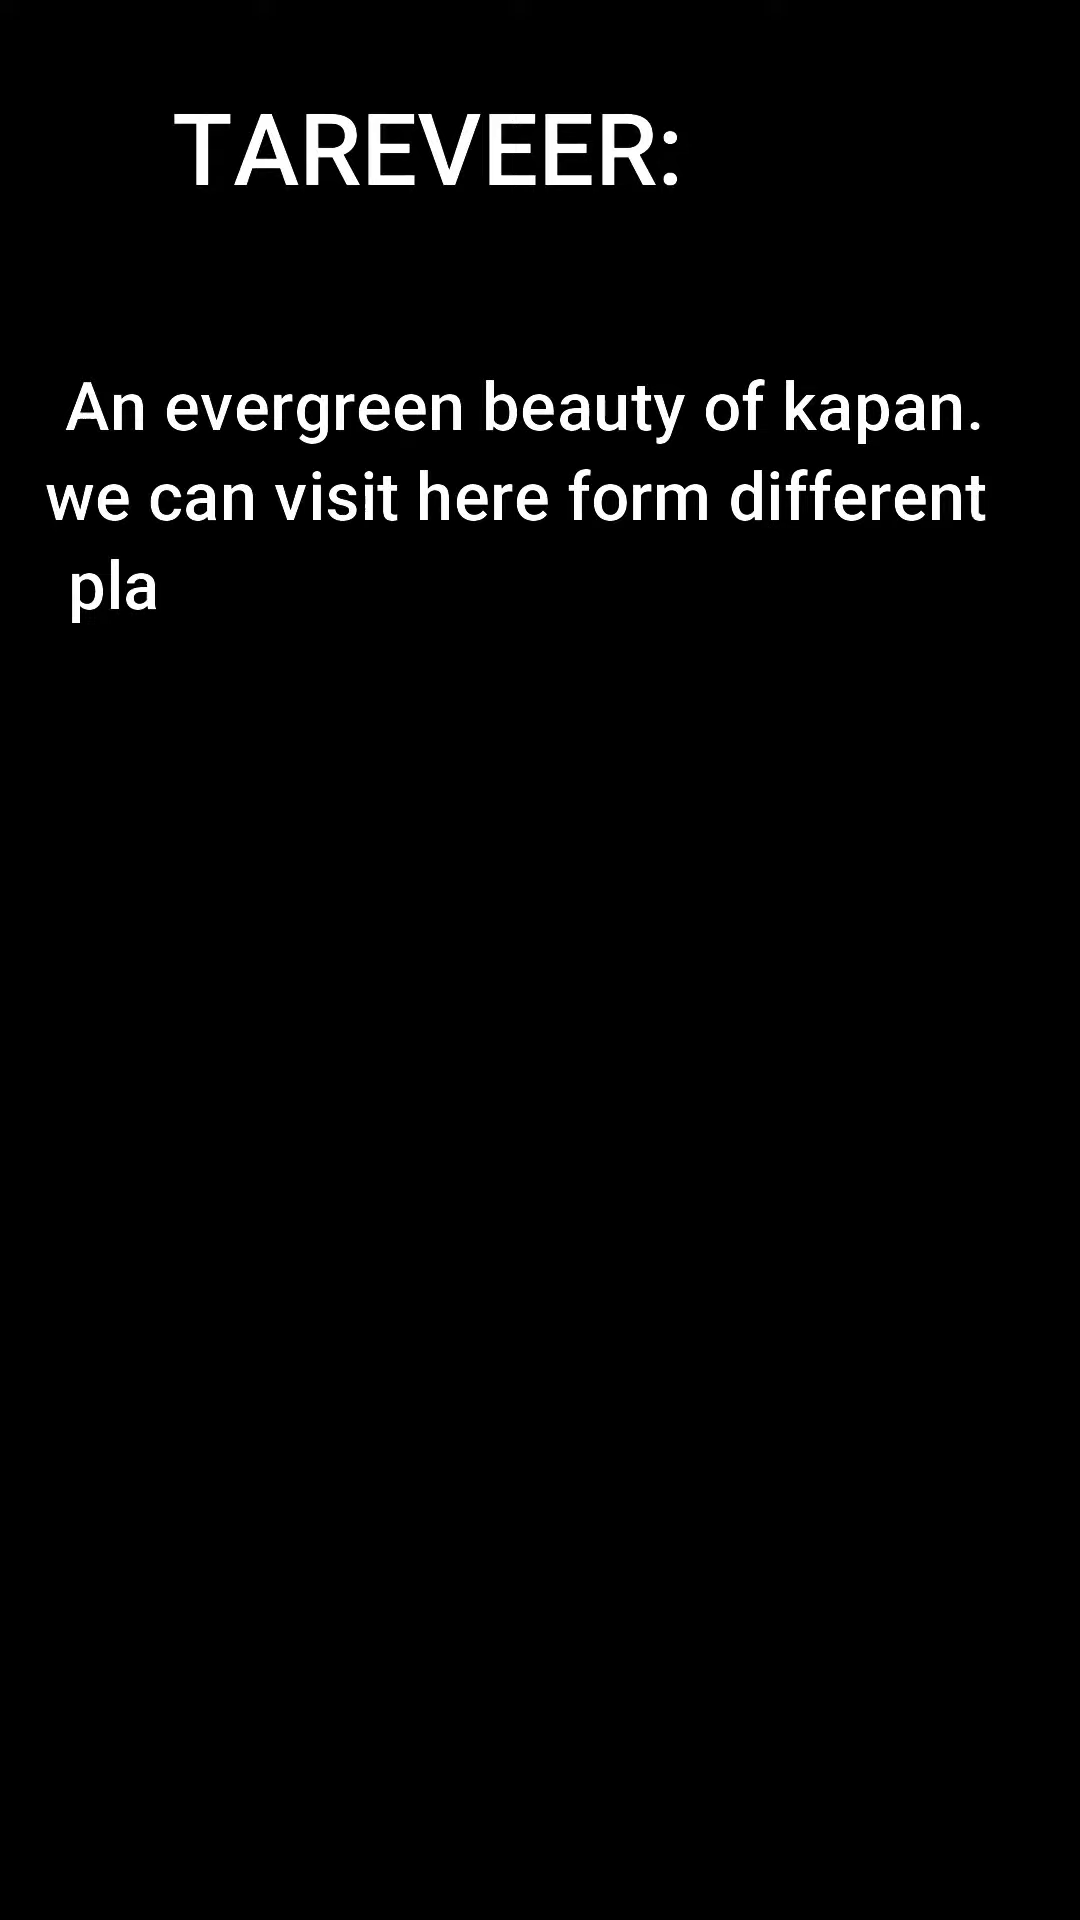 TAREVEER:
An evergreen beauty of kapan.
we can visit here form different
pla